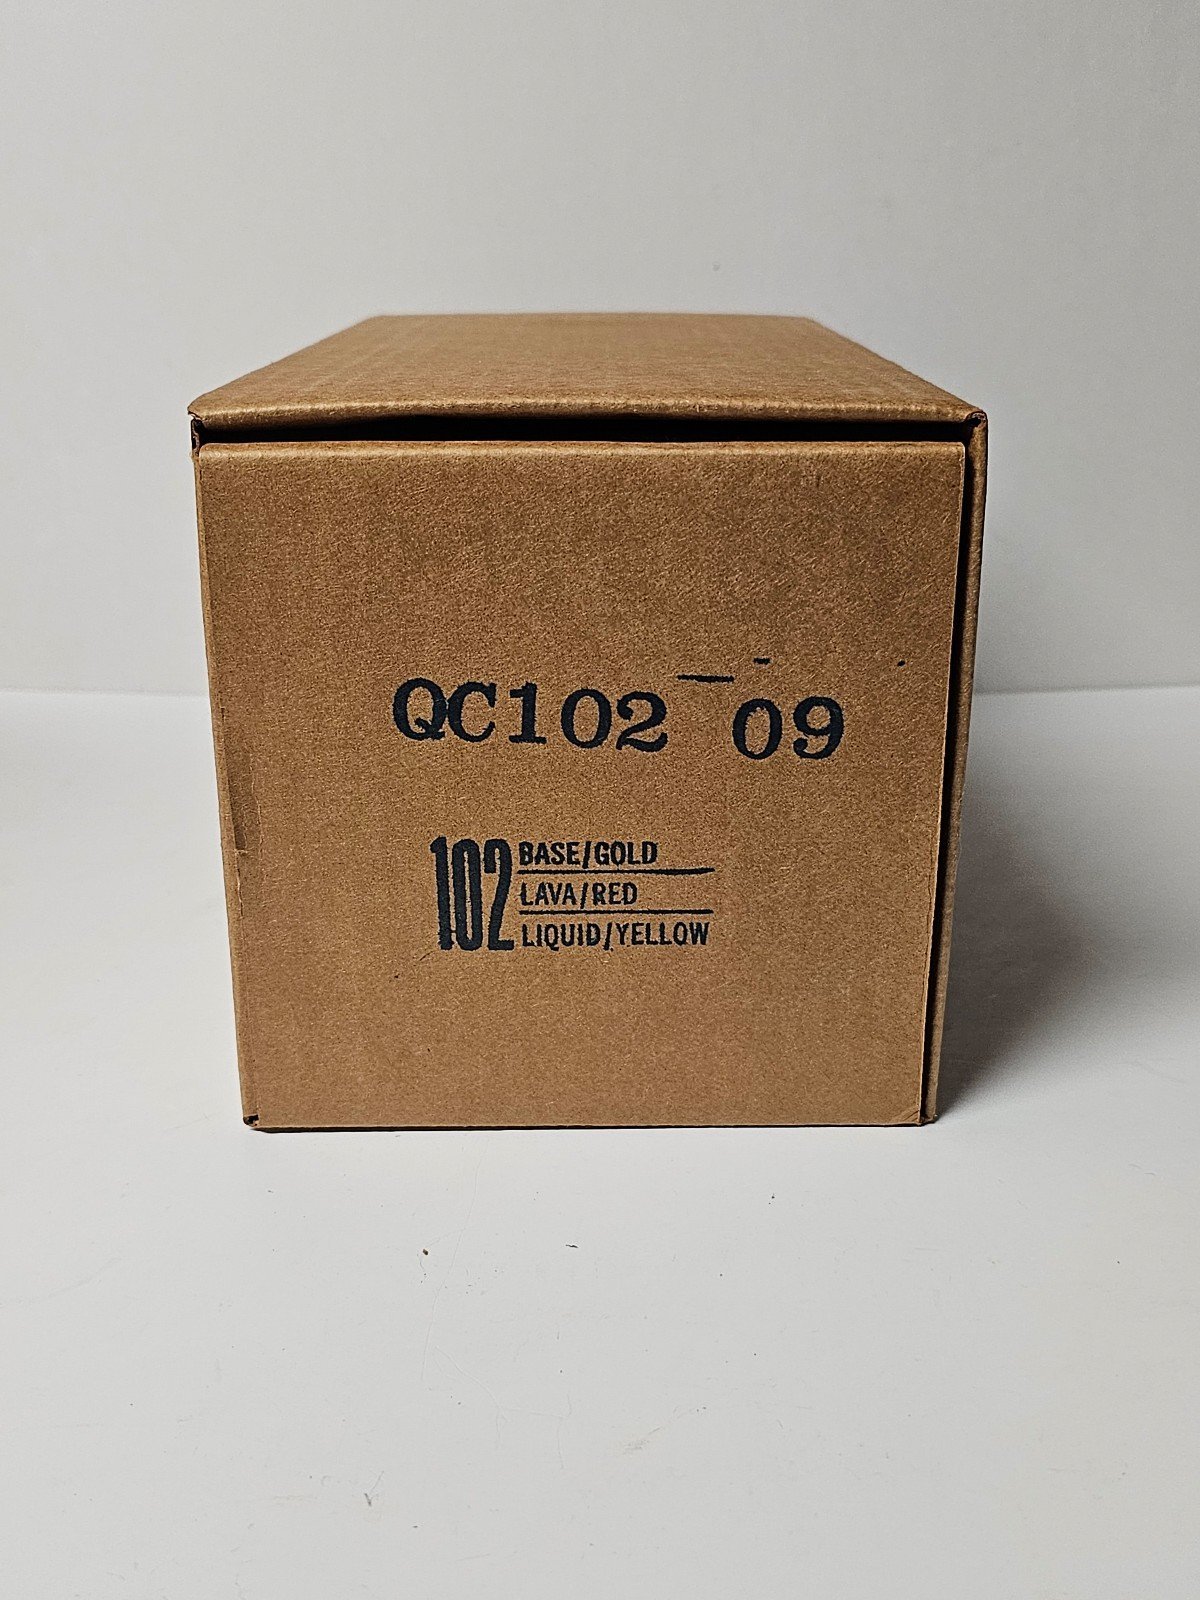 QC102-09
102 BASE/GOLD
LAVA/RED
LIQUID/YELLOW